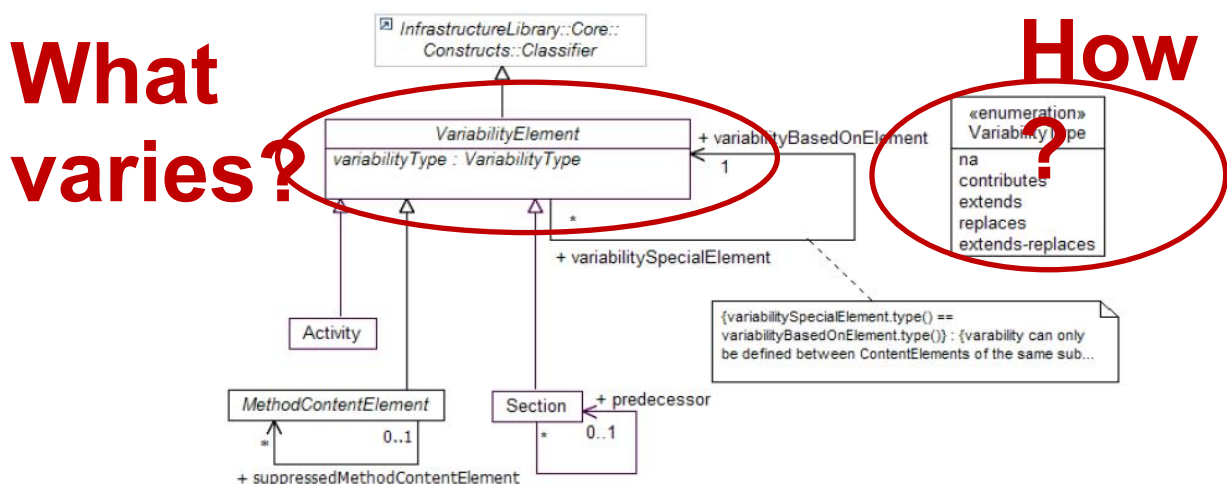 What
varies?
How
?
InfrastructureLibrary::Core::
Constructs::Classifier
VariabilityElement
variabilityType : VariabilityType
+ variabilityBasedOnElement
1
*
+ variabilitySpecialElement
«enumeration»
VariabilityType
na
contributes
extends
replaces
extends-replaces
{variabilitySpecialElement.type() ==
variabilityBasedOnElement.type()} : {varability can only
be defined between ContentElements of the same sub...
Activity
MethodContentElement
*
0..1
+ suppressedMethodContentElement
Section
+ predecessor
*
0..1